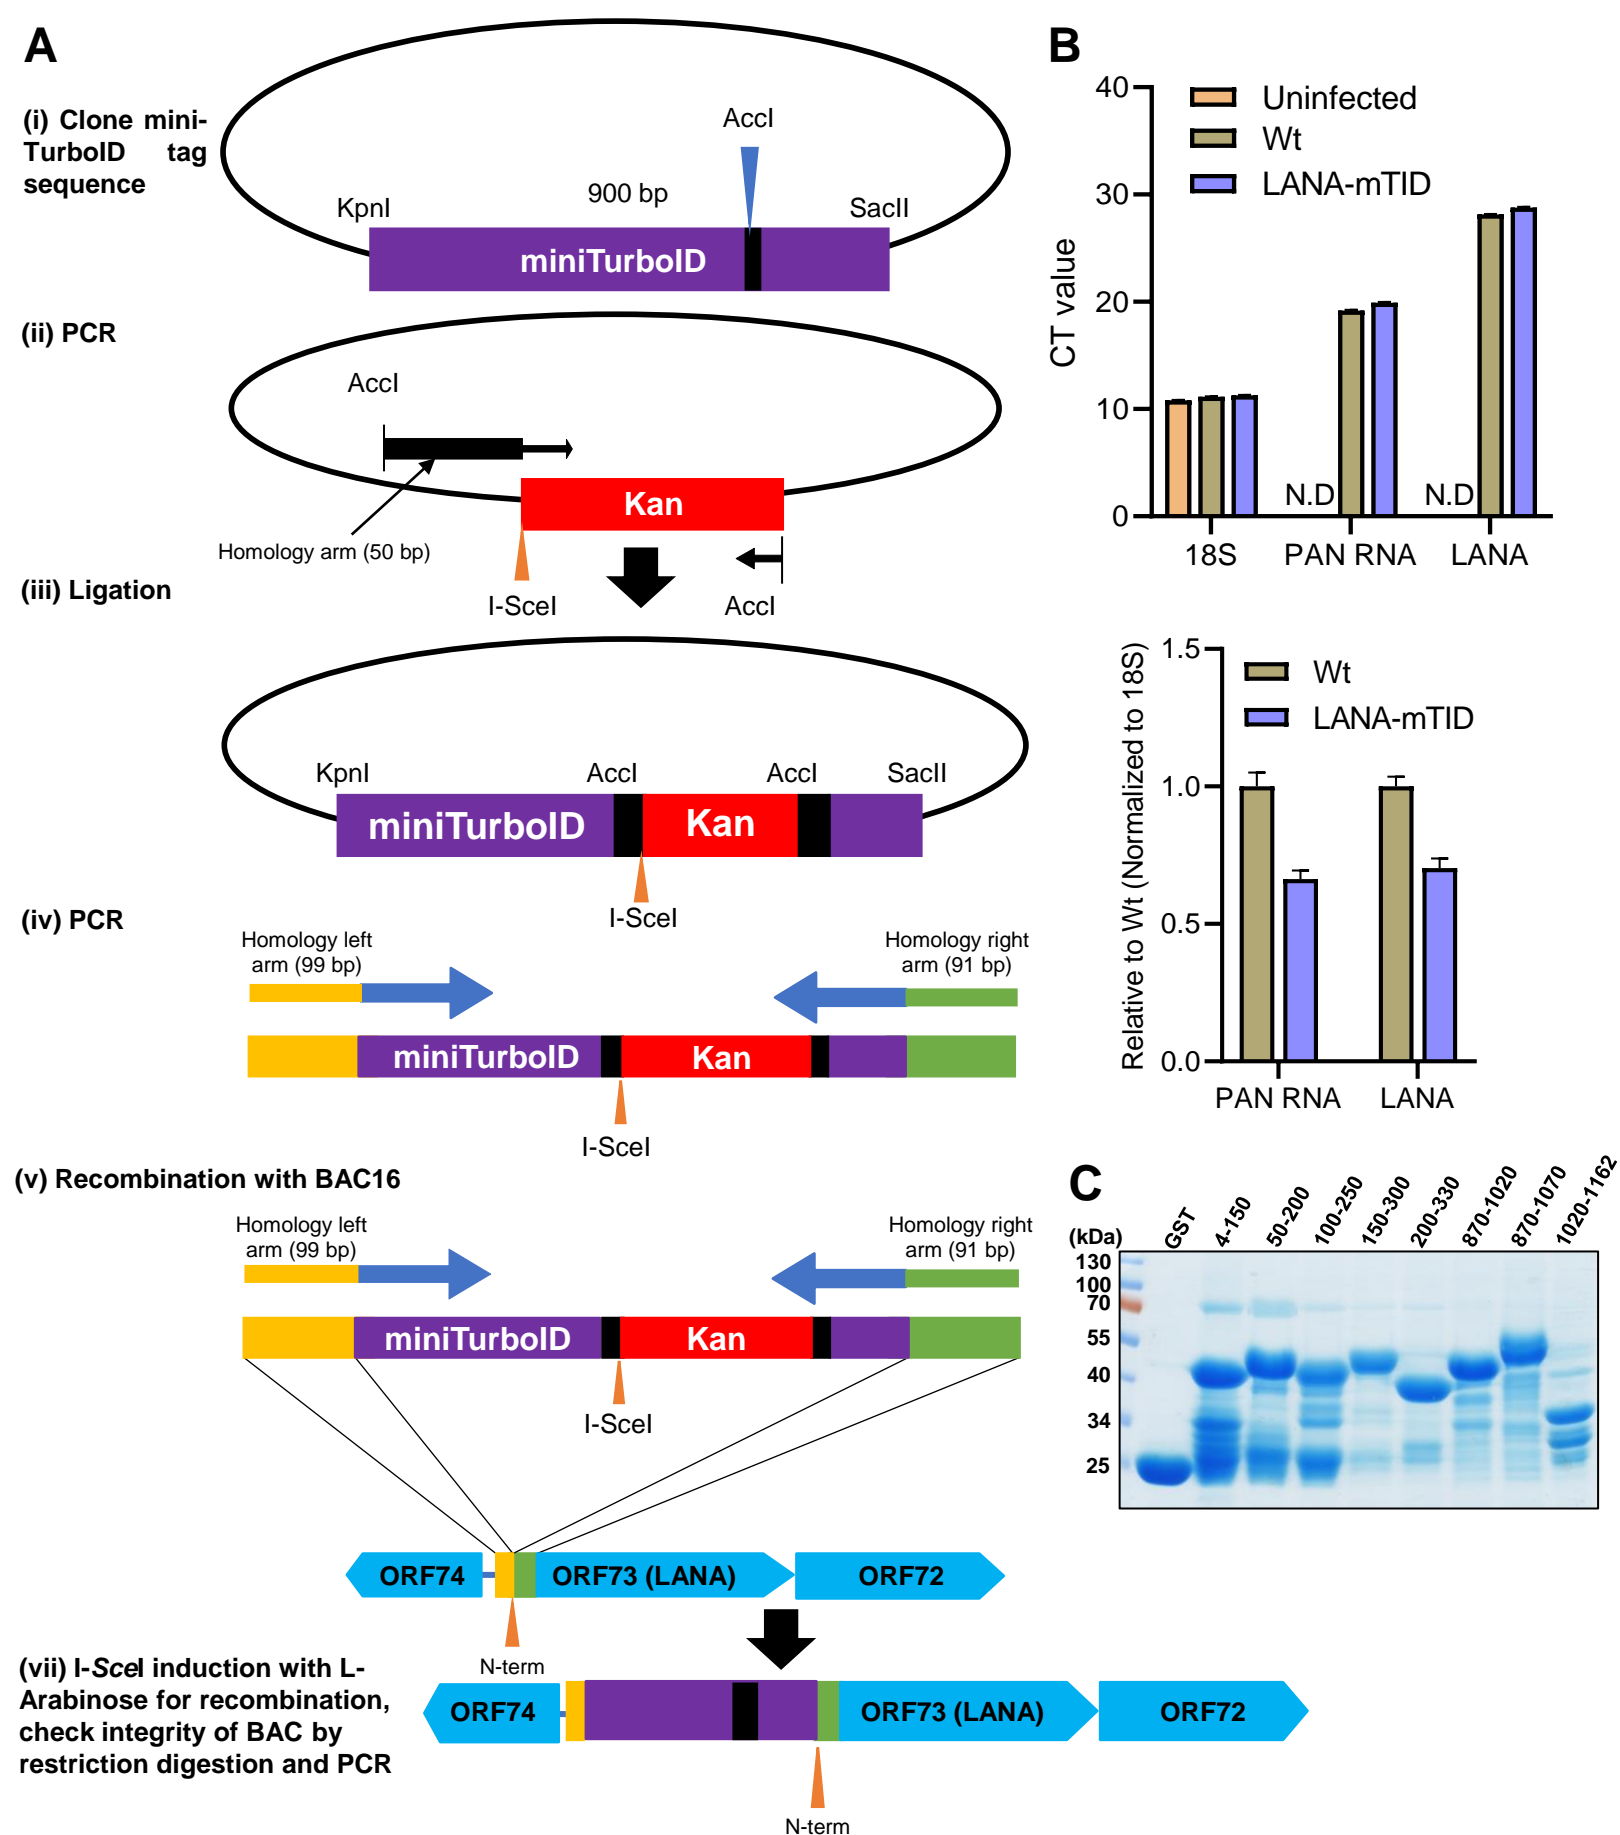 A
(i) Clone mini-
TurboID tag
sequence
AccI
900 bp
KpnI
SacII
miniTurboID
(ii) PCR
AccI
Kan
Homology arm (50 bp)
I-SceI
AccI
(iii) Ligation
KpnI
AccI
AccI
SacII
miniTurboID
Kan
I-SceI
(iv) PCR
Homology left
arm (99 bp)
Homology right
arm (91 bp)
miniTurboID
Kan
I-SceI
(v) Recombination with BAC16
Homology left
arm (99 bp)
Homology right
arm (91 bp)
miniTurboID
Kan
I-SceI
ORF74
ORF73 (LANA)
ORF72
N-term
(vii) I-SceI induction with L-
Arabinose for recombination,
check integrity of BAC by
restriction digestion and PCR
ORF74
ORF73 (LANA)
ORF72
N-term
B
Uninfected
Wt
LANA-mTID
CT value
40
30
20
10
0
N.D
N.D
18S
PAN RNA
LANA
Wt
LANA-mTID
Relative to Wt (Normalized to 18S)
1.5
1.0
0.5
0.0
PAN RNA
LANA
C
(kDa)
GST
4-150
50-200
100-250
150-300
200-330
870-1020
870-1070
1020-1162
130
100
70
55
40
34
25